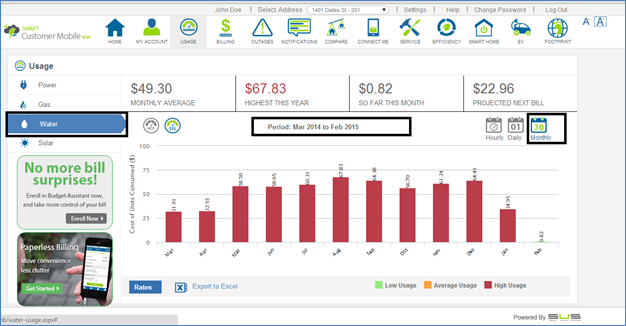 John Doe | Select Address 1401 Dallas St - 201 | Settings | Help | Change Password | Log Out
SMART
Customer Mobile
HOME MY ACCOUNT USAGE BILLING OUTAGES NOTIFICATIONS COMPARE CONNECT ME SERVICE EFFICIENCY SMART HOME EV FOOTPRINT
A A
Usage
Power
Gas
Water
Solar
$49.30
MONTHLY AVERAGE
$67.83
HIGHEST THIS YEAR
$0.82
SO FAR THIS MONTH
$22.96
PROJECTED NEXT BILL
HCF $$$
Period: Mar 2014 to Feb 2015
01 30
Hourly Daily Monthly
Cost of Units Consumed ($)
100
75
50
25
0
32.55 58.50 58.05 60.31 67.83 64.38 56.70 61.24 64.41 34.95 0.82
Mar Apr May Jun Jul Aug Sep Oct Nov Dec Jan Feb
No more bill
surprises!
Enroll in Budget Assistant now,
and take more control of your bill
Enroll Now
Paperless Billing
Move convenience
less clutter
Get Started
Rates
Export to Excel
Low Usage Average Usage High Usage
n6/water-usage.aspx#
Powered By SUS